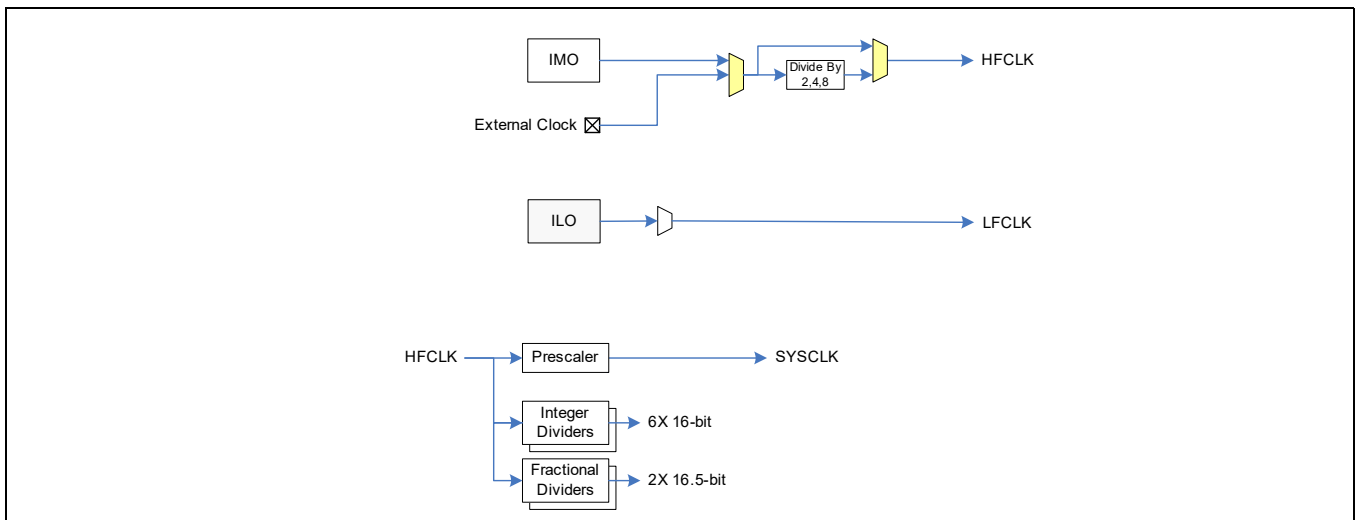 IMO
Divide By
2,4,8
HFCLK
External Clock
ILO
LFCLK
HFCLK
Prescaler
SYSCLK
Integer
Dividers
6X 16-bit
Fractional
Dividers
2X 16.5-bit